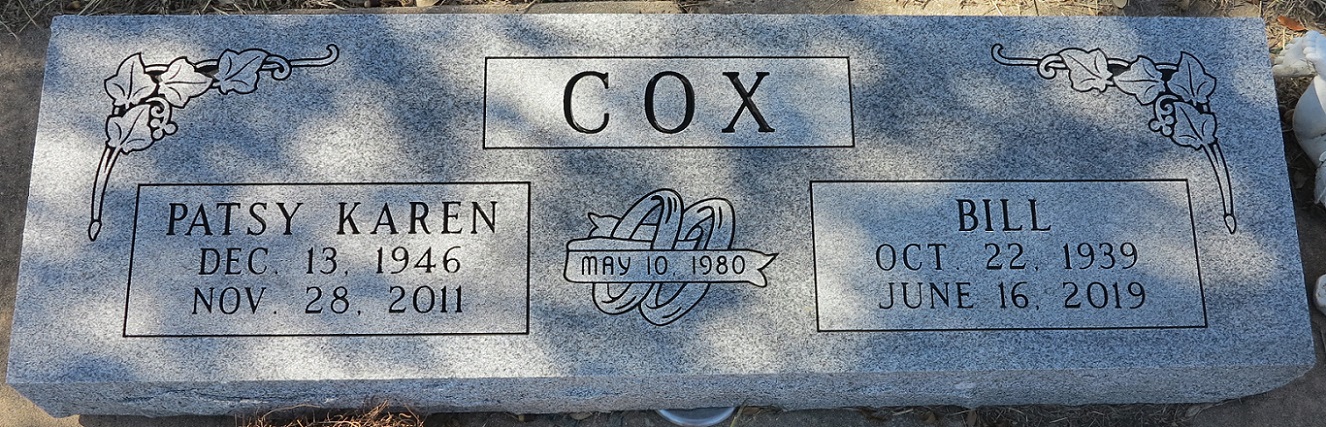 COX
PATSY KAREN
DEC. 13, 1946
NOV. 28, 2011
MAY 10, 1980
BILL
OCT. 22, 1939
JUNE 16, 2019